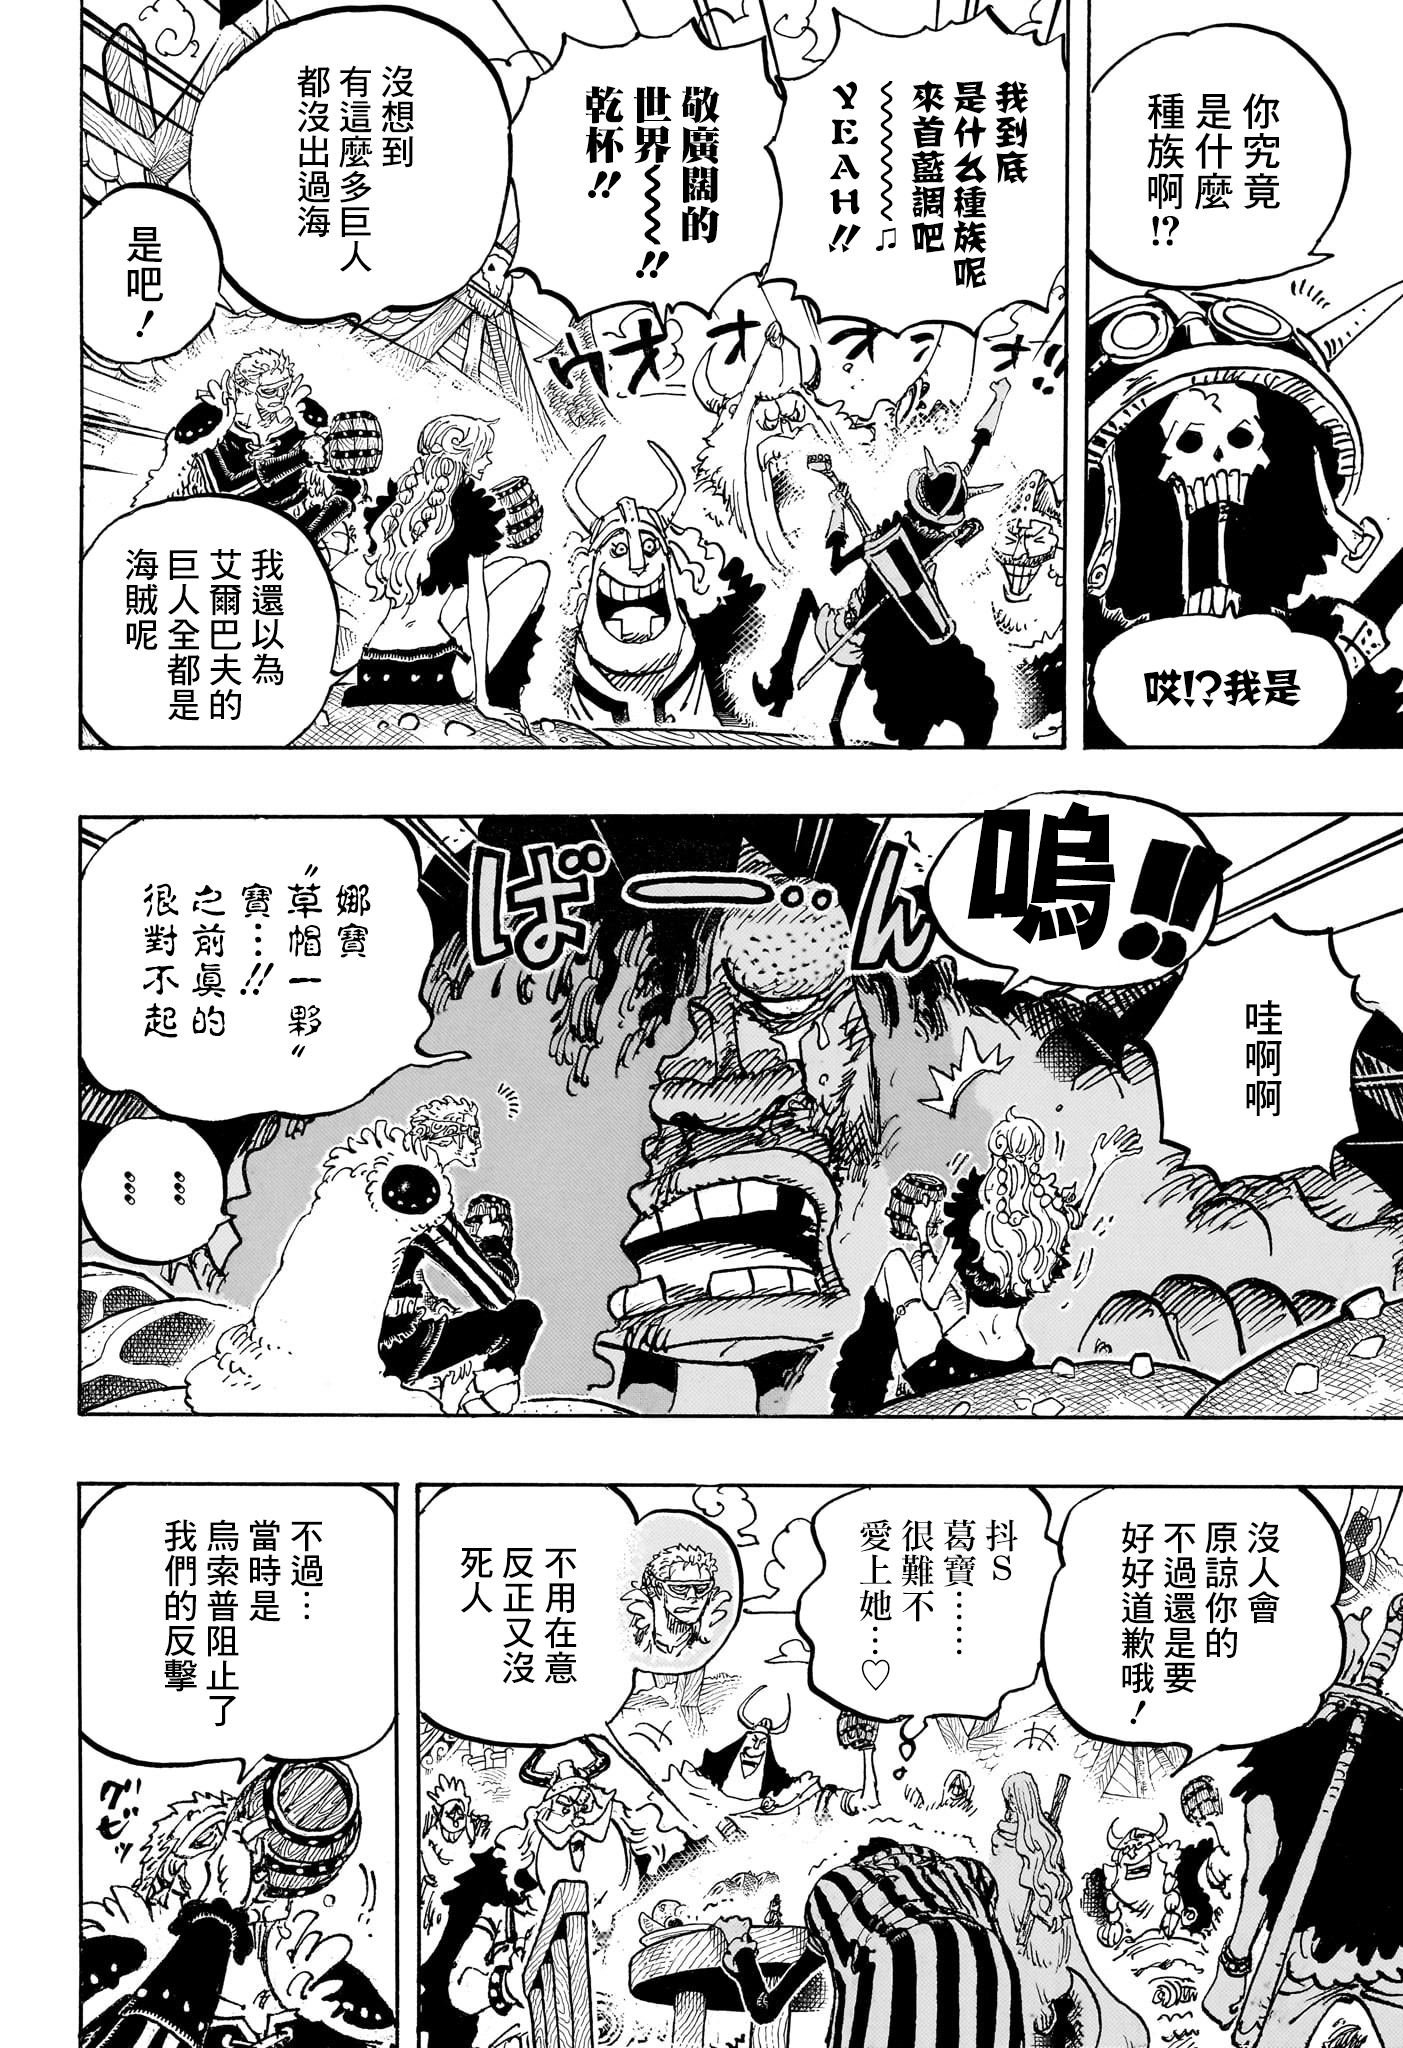 你究竟
是什麼
種族啊!?
哎!?我是
我到底
是什么種族呢
來首藍調吧
~~~~~~♫
YEAH!!
敬廣闊的
世界~~~~!!
乾杯!!
ウオオオオ!!
沒想到
有這麼多巨人
都沒出過海
是吧!
我還以為
艾爾巴夫的
巨人全都是
海賊呢
嗚!!
哇啊啊
ばーーん
娜寶
〝草帽一夥〞
寶…!!
之前真的
很對不起
……
沒人會
原諒你的
不過還是要
好好道歉哦!
抖S
葛寶……
很難不
愛上她…♡
不用在意
反正又沒
死人
不過…
當時是
烏索普阻止了
我們的反擊
グビッ